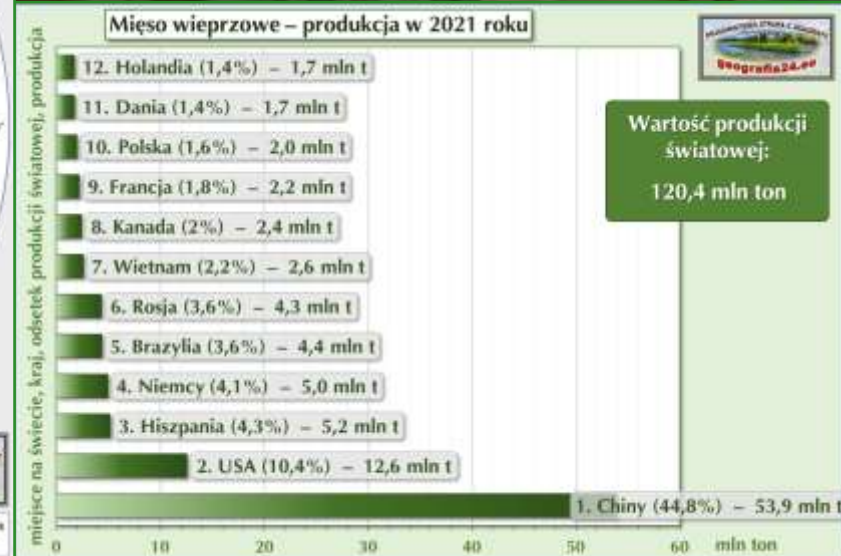 Mięso wieprzowe – produkcja w 2021 roku
miejsce na świecie, kraj, odsetek produkcji światowej, produkcja
12. Holandia (1,4%) – 1,7 mln t
11. Dania (1,4%) – 1,7 mln t
10. Polska (1,6%) – 2,0 mln t
9. Francja (1,8%) – 2,2 mln t
8. Kanada (2%) – 2,4 mln t
7. Wietnam (2,2%) – 2,6 mln t
6. Rosja (3,6%) – 4,3 mln t
5. Brazylia (3,6%) – 4,4 mln t
4. Niemcy (4,1%) – 5,0 mln t
3. Hiszpania (4,3%) – 5,2 mln t
2. USA (10,4%) – 12,6 mln t
1. Chiny (44,8%) – 53,9 mln t
0 10 20 30 40 50 60 mln ton
geografia24.eu
Wartość produkcji
światowej:
120,4 mln ton